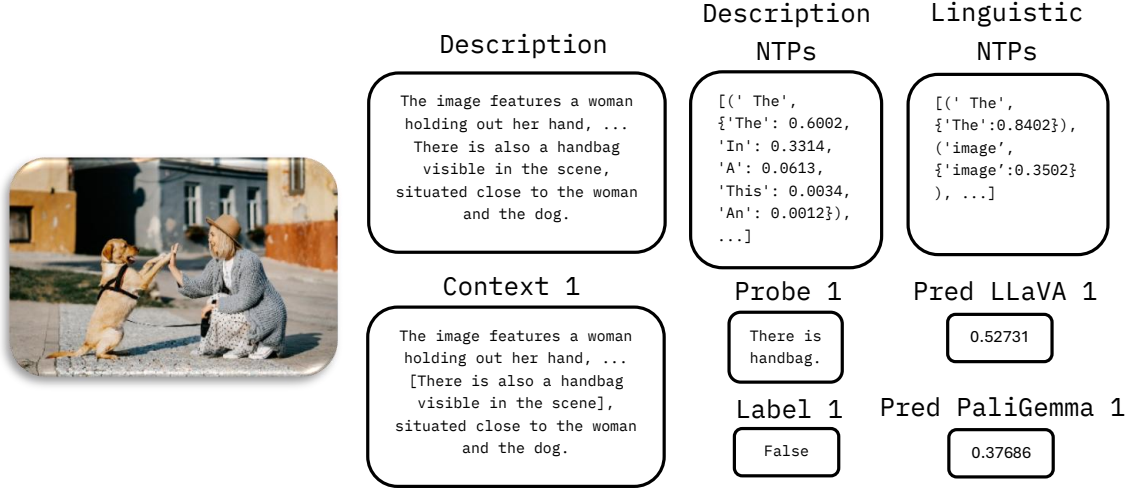 Description
The image features a woman
holding out her hand, ...
There is also a handbag
visible in the scene,
situated close to the woman
and the dog.
Description
NTPs
[(' The',
{'The': 0.6002,
'In': 0.3314,
'A': 0.0613,
'This': 0.0034,
'An': 0.0012}),
...]
Linguistic
NTPs
[(' The',
{'The':0.8402}),
('image’,
{'image’:0.3502}
), ...]
Context 1
The image features a woman
holding out her hand, ...
[There is also a handbag
visible in the scene],
situated close to the woman
and the dog.
Probe 1
There is
handbag.
Pred LLaVA 1
0.52731
Label 1
False
Pred PaliGemma 1
0.37686